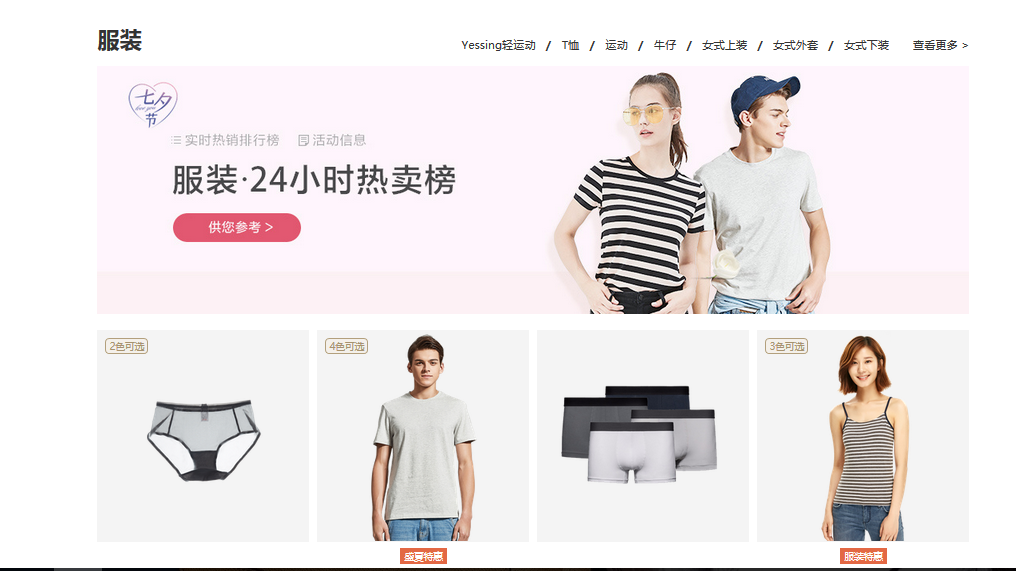 服装
Yessing轻运动 / T恤 / 运动 / 牛仔 / 女式上装 / 女式外套 / 女式下装 查看更多 >
七夕
节
实时热销排行榜 活动信息
服装·24小时热卖榜
供您参考 >
2色可选
4色可选
3色可选
盛夏特惠
服装特惠